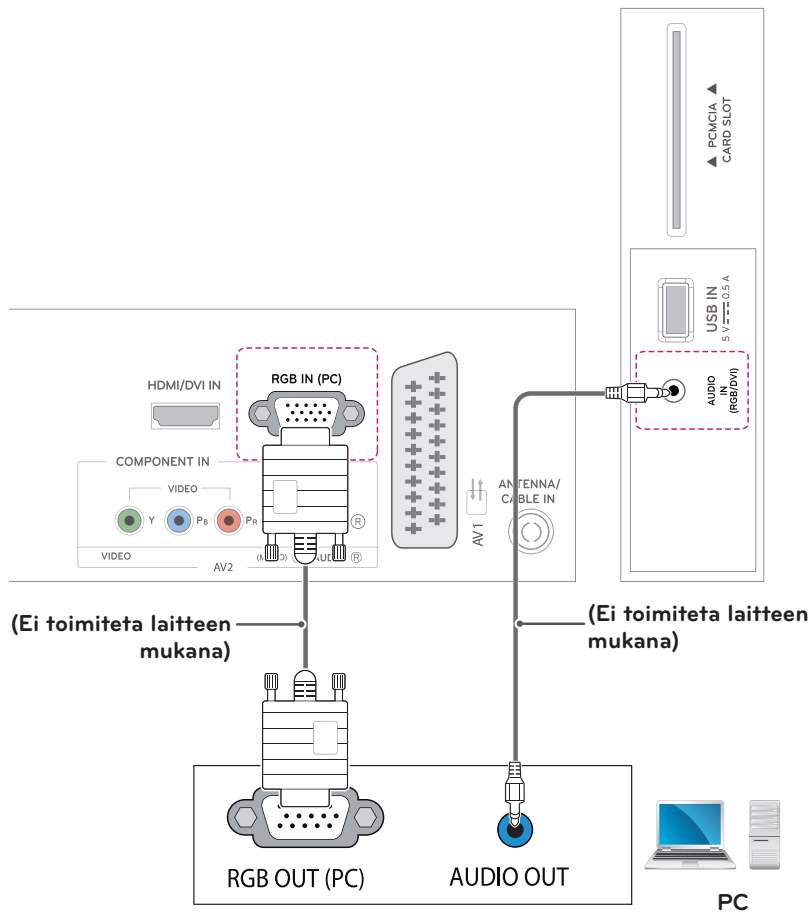 ▲ PCMCIA ▲
CARD SLOT
USB IN
5 V 0.5 A
AUDIO
IN
(RGB/DVI)
HDMI/DVI IN
RGB IN (PC)
COMPONENT IN
VIDEO
Y
PB
PR
Ⓡ
VIDEO
AV2
Ⓡ
AV1
ANTENNA/
CABLE IN
(Ei toimiteta laitteen
mukana)
(Ei toimiteta laitteen
mukana)
RGB OUT (PC)
AUDIO OUT
PC